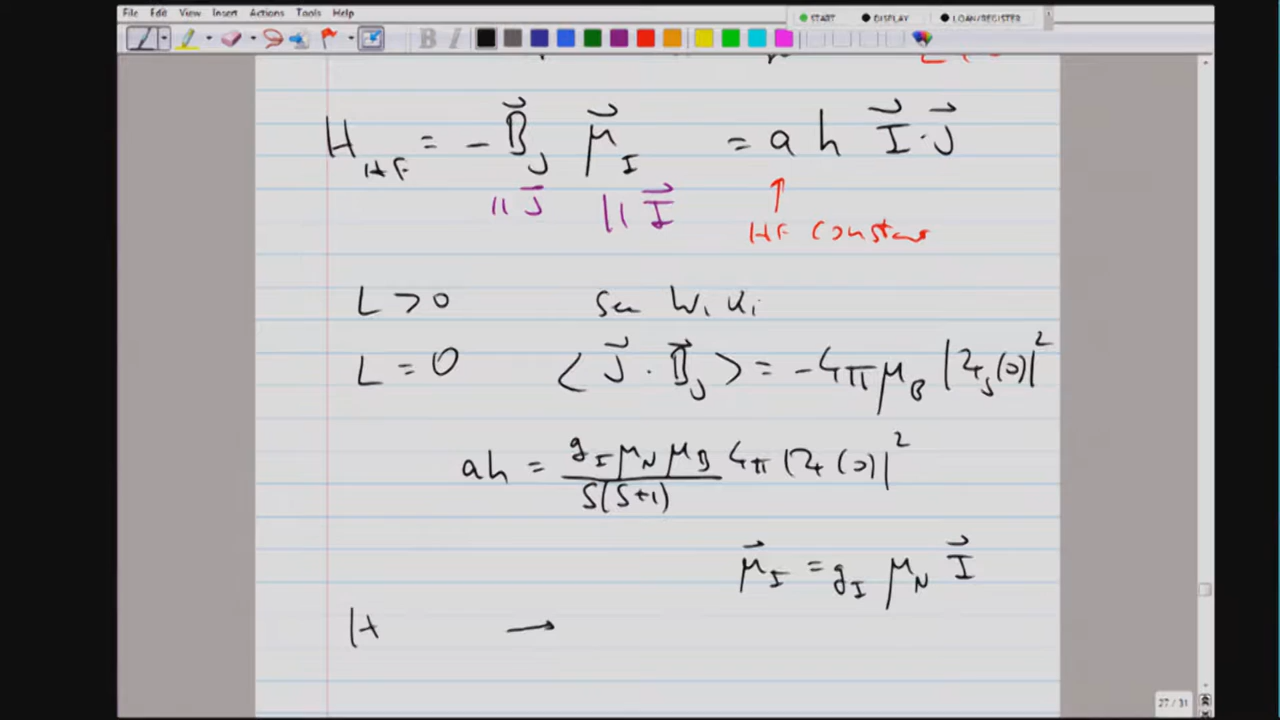 File Edit View Insert Actions Tools Help
START DISPLAY LOAN/REGISTER
B I
H_HF = - B⃗_J μ⃗_I = a h I⃗ · J⃗
|| J⃗ || I⃗
HF constant
L > 0 See Wiki
L = 0 ⟨ J⃗ · B⃗_J ⟩ = -4π μ_B |ψ_s(0)|²
ah = g_I μ_N μ_B / S(S+1) 4π |ψ(0)|²
μ⃗_I = g_I μ_N I⃗
H →
27 / 31